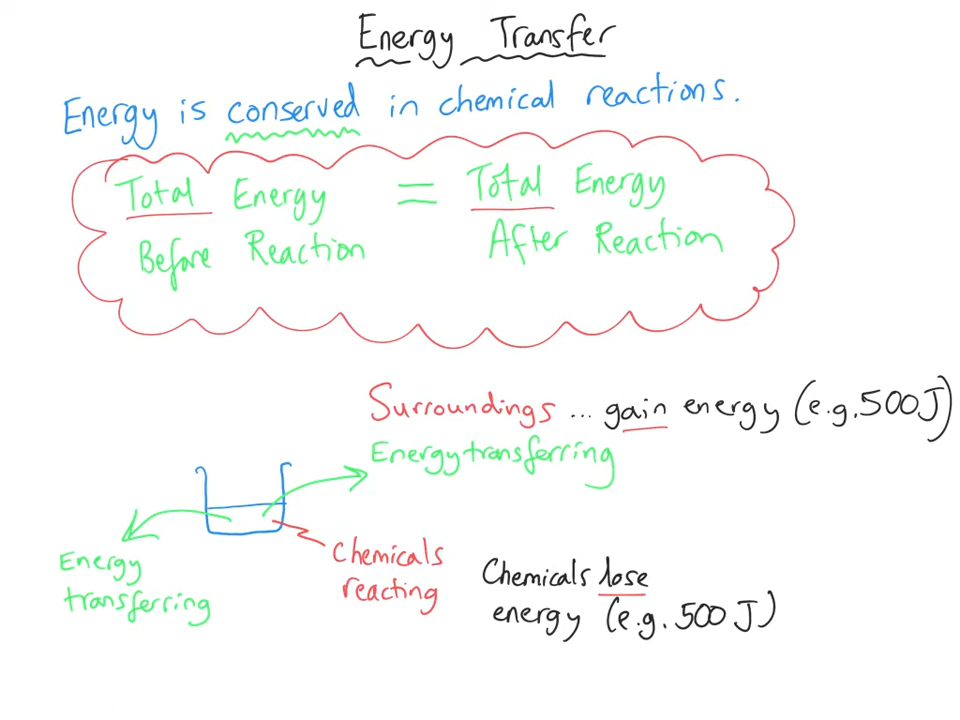 Energy Transfer
Energy is conserved in chemical reactions.
Total Energy = Total Energy
Before Reaction After Reaction
Surroundings ... gain energy (e.g. 500J)
Energy transferring
Chemicals
reacting
Energy
transferring
Chemicals lose
energy (e.g. 500 J)